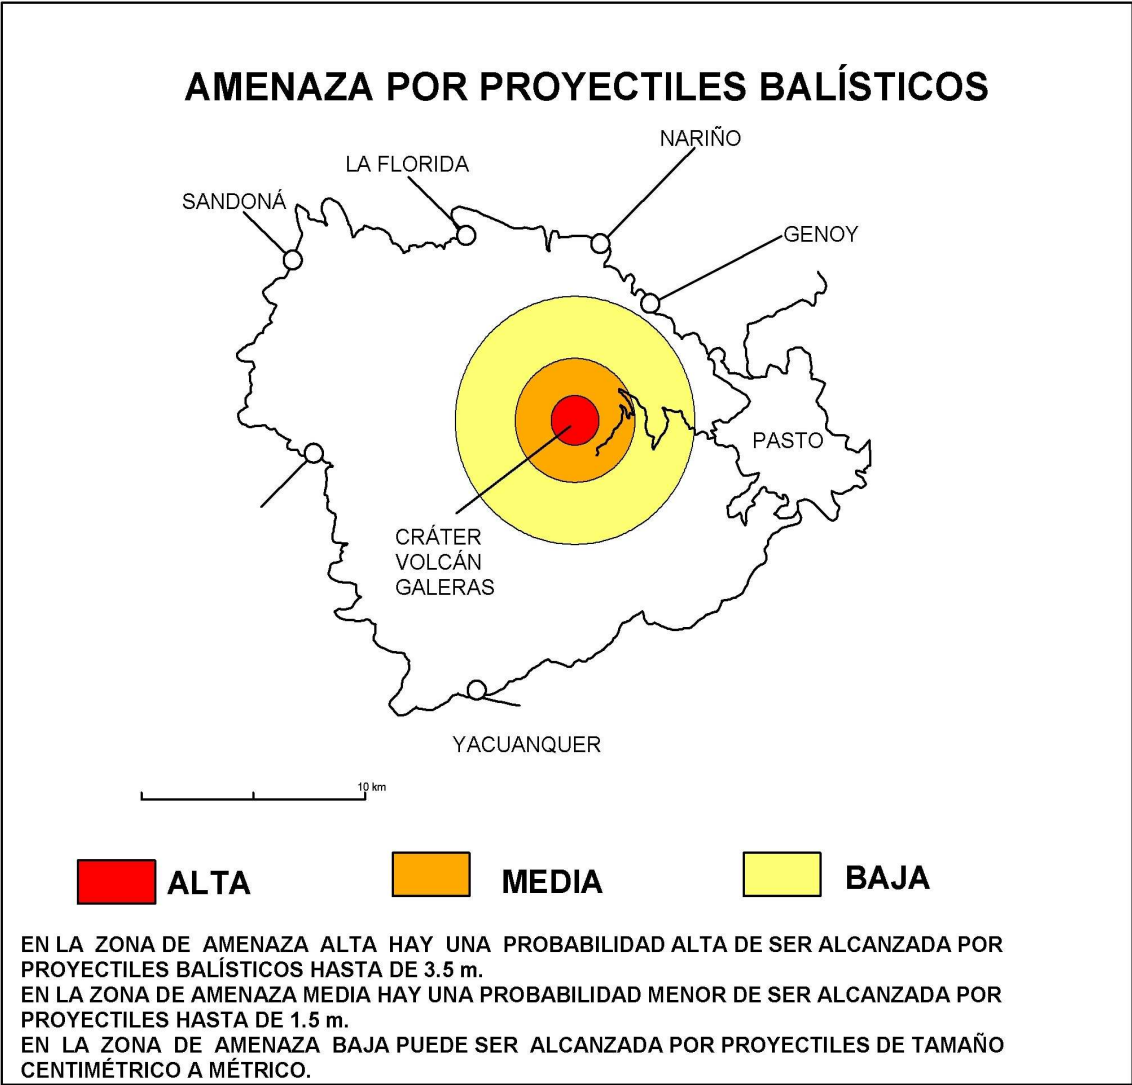 AMENAZA POR PROYECTILES BALÍSTICOS
NARIÑO
LA FLORIDA
SANDONÁ
GENOY
PASTO
CRÁTER
VOLCÁN
GALERAS
YACUANQUER
10 km
ALTA
MEDIA
BAJA
EN LA ZONA DE AMENAZA ALTA HAY UNA PROBABILIDAD ALTA DE SER ALCANZADA POR
PROYECTILES BALÍSTICOS HASTA DE 3.5 m.
EN LA ZONA DE AMENAZA MEDIA HAY UNA PROBABILIDAD MENOR DE SER ALCANZADA POR
PROYECTILES HASTA DE 1.5 m.
EN LA ZONA DE AMENAZA BAJA PUEDE SER ALCANZADA POR PROYECTILES DE TAMAÑO
CENTIMÉTRICO A MÉTRICO.